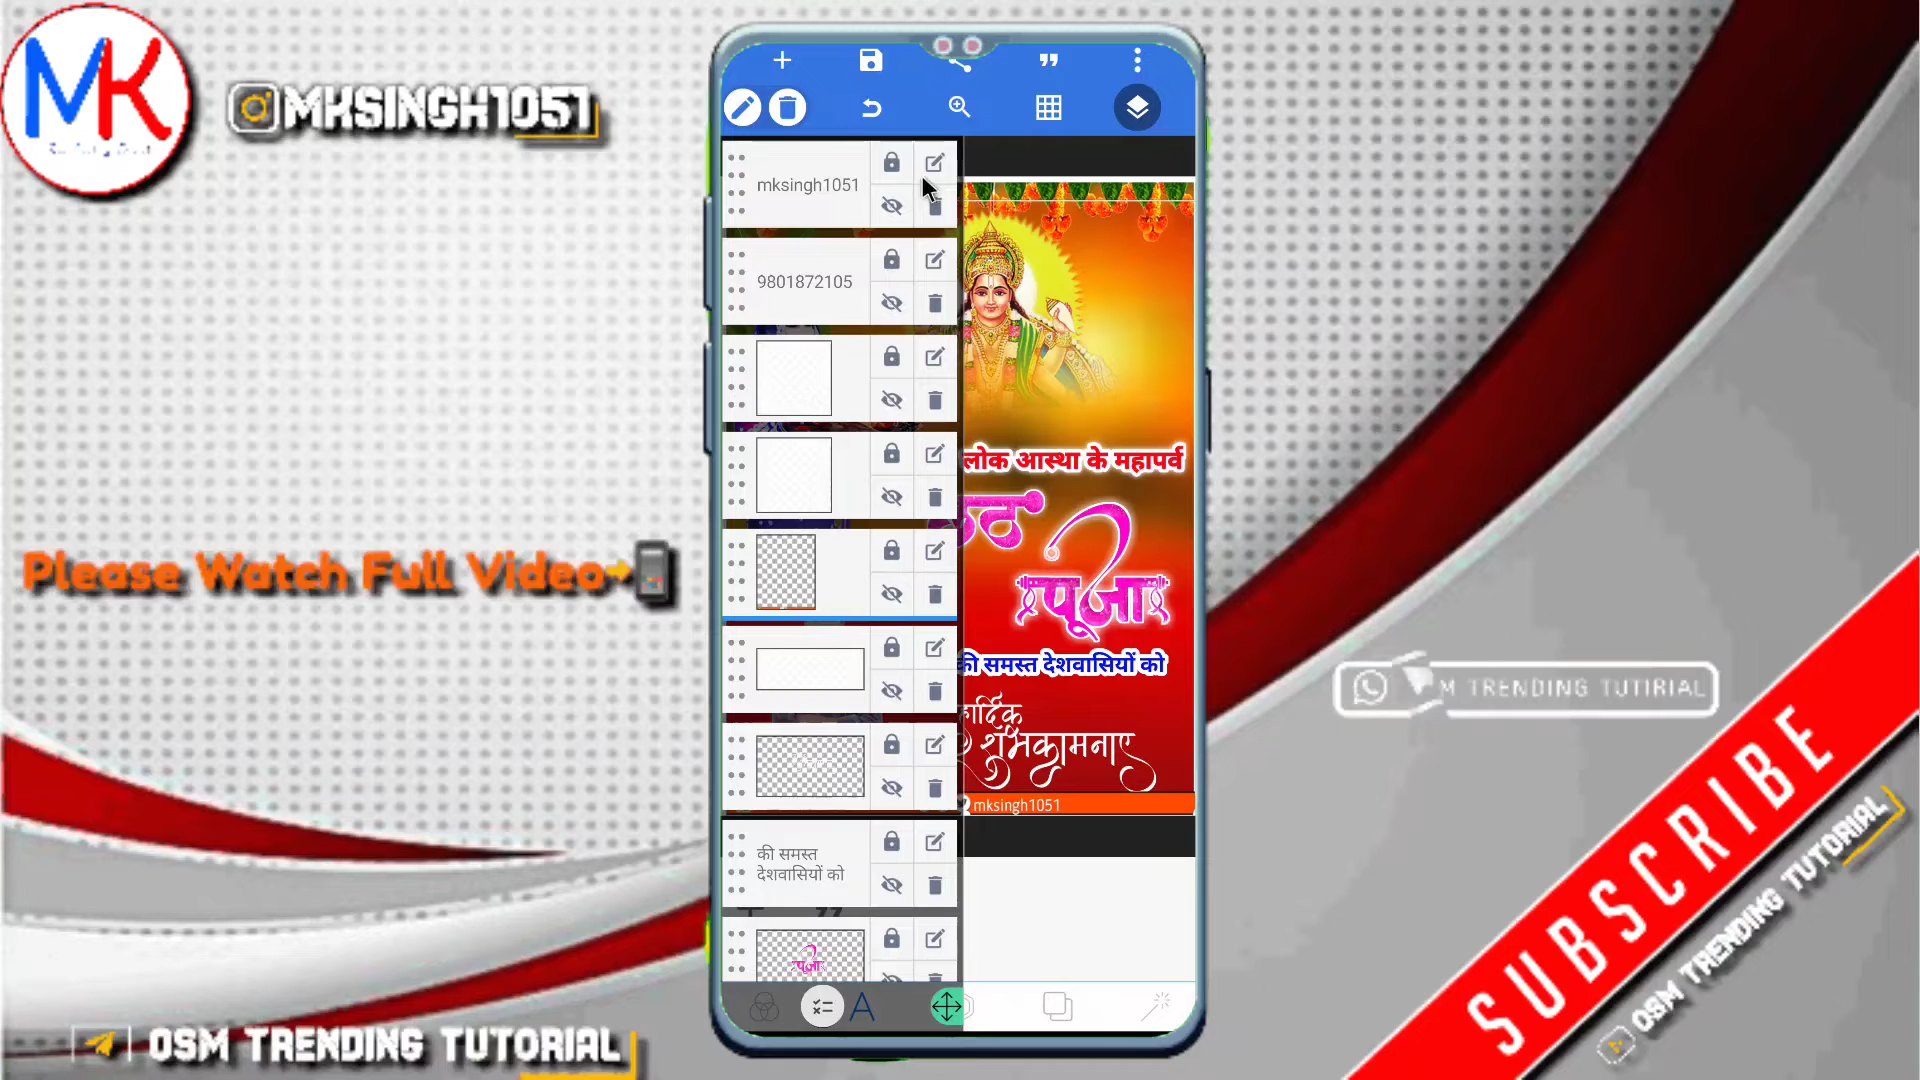 MK
MKSINGH1051
mksingh1051
9801872105
लोक आस्था के महापर्व
पूजा
की समस्त देशवासियों को
हार्दिक
शुभकामनाए
mksingh1051
की समस्त
देशवासियों को
पूजा
Please Watch Full Video
M TRENDING TUTIRIAL
SUBSCRIBE
OSM TRENDING TUTORIAL
OSM TRENDING TUTORIAL